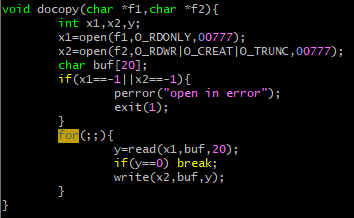 void docopy(char *f1,char *f2){
int x1,x2,y;
x1=open(f1,O_RDONLY,00777);
x2=open(f2,O_RDWR|O_CREAT|O_TRUNC,00777);
char buf[20];
if(x1==-1||x2==-1){
perror("open in error");
exit(1);
}
for(;;){
y=read(x1,buf,20);
if(y==0) break;
write(x2,buf,y);
}
}